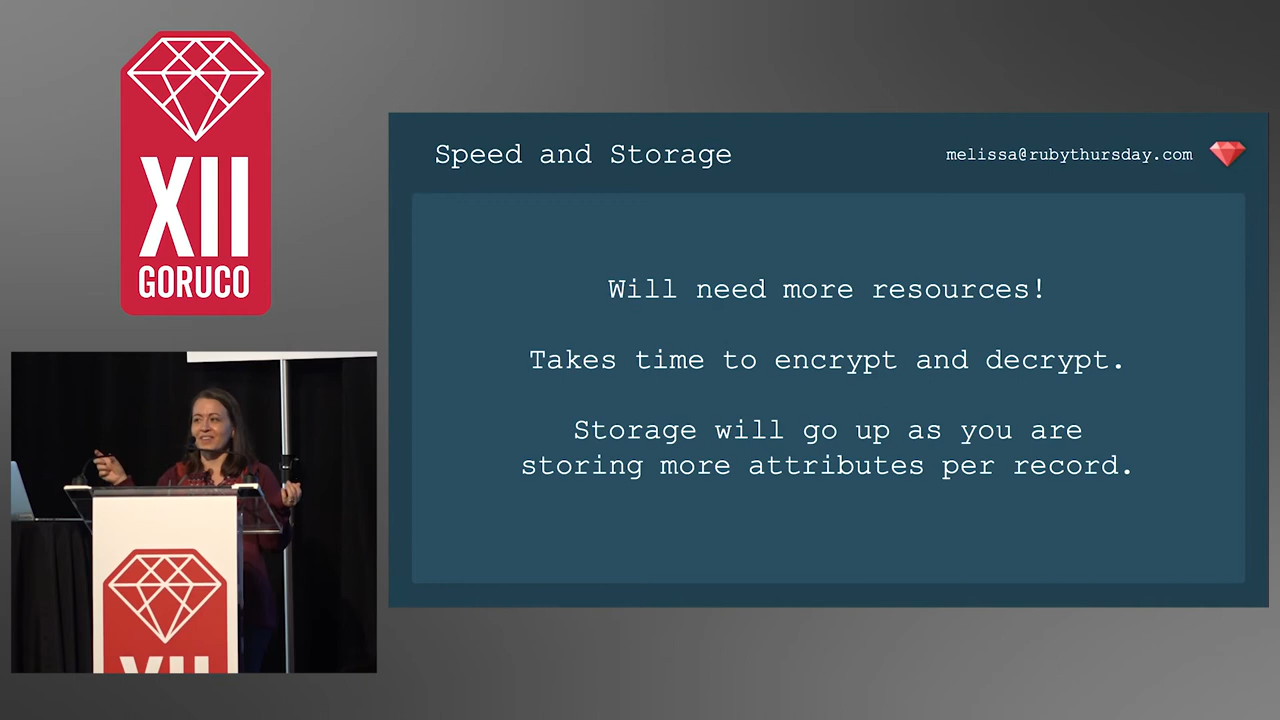 XII
GORUCO
Speed and Storage
melissa@rubythursday.com
Will need more resources!
Takes time to encrypt and decrypt.
Storage will go up as you are
storing more attributes per record.
XII